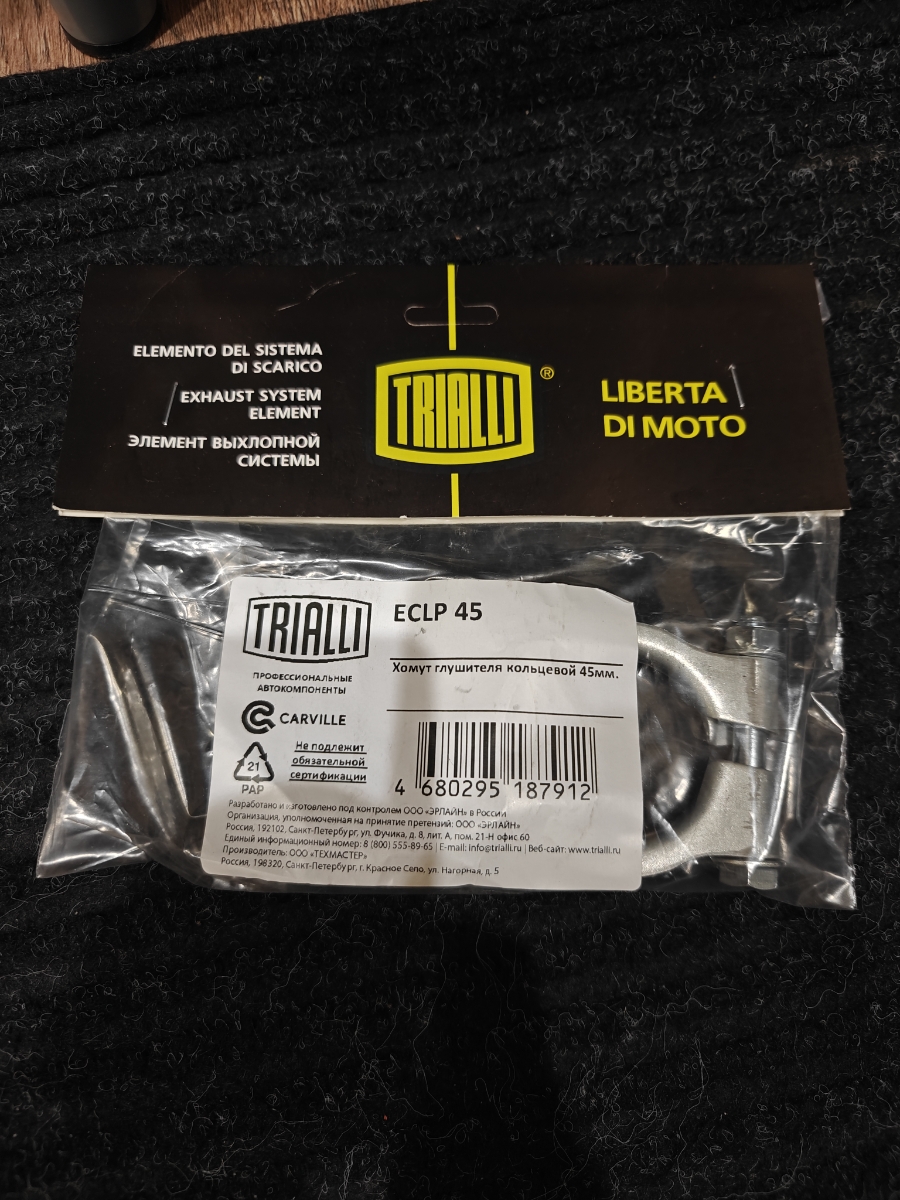 ELEMENTO DEL SISTEMA
DI SCARICO
EXHAUST SYSTEM
ELEMENT
ЭЛЕМЕНТ ВЫХЛОПНОЙ
СИСТЕМЫ
TRIALLI®
LIBERTA
DI MOTO
TRIALLI
ПРОФЕССИОНАЛЬНЫЕ
АВТОКОМПОНЕНТЫ
CARVILLE
21
PAP
Не подлежит
обязательной
сертификации
ECLP 45
Хомут глушителя кольцевой 45мм.
4 680295 187912
Разработано и изготовлено под контролем ООО «ЭРЛАЙН» в России
Организация, уполномоченная на принятие претензий: ООО «ЭРЛАЙН»
Россия, 192102, Санкт-Петербург, ул. Фучика, д. 8, лит. А, пом. 21-Н офис 60
Единый информационный номер: 8 (800) 555-89-65 | E-mail: info@trialli.ru | Веб-сайт: www.trialli.ru
Производитель: ООО «ТЕХМАСТЕР»
Россия, 198320, Санкт-Петербург, г. Красное Село, ул. Нагорная, д. 5